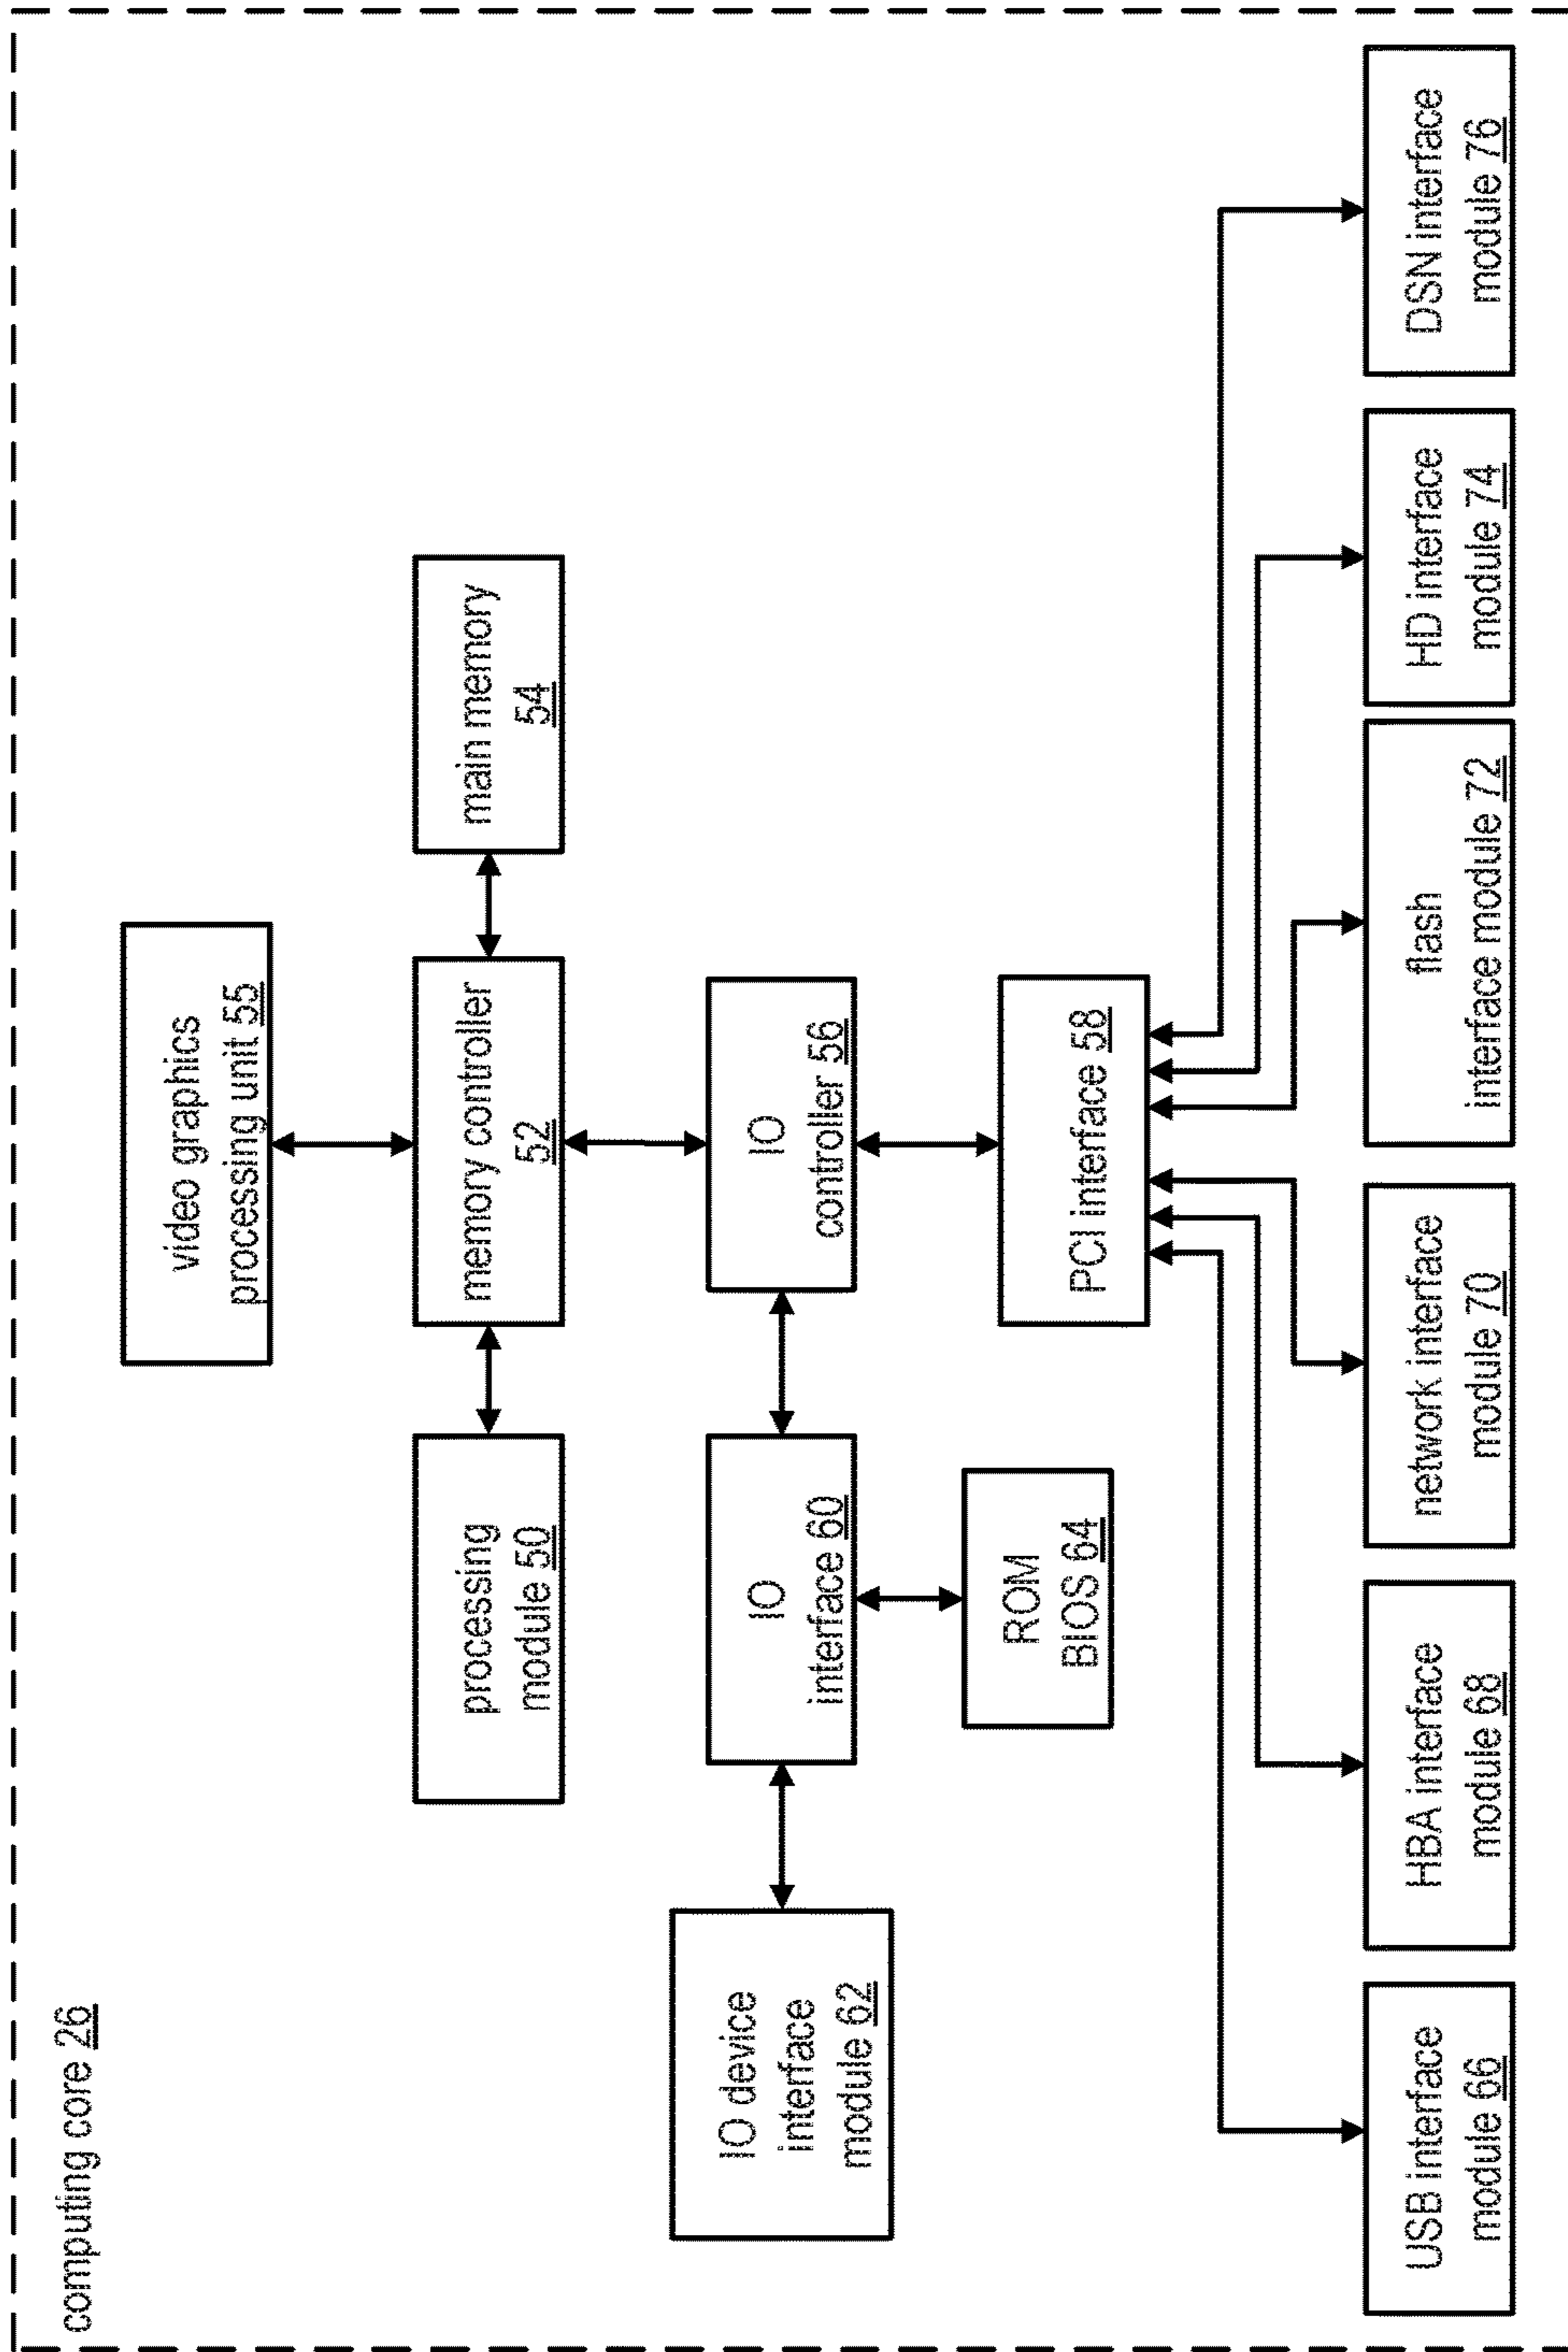 computing core 26
video graphics
processing unit 55
processing
module 50
memory controller
52
main memory
54
IO device
interface
module 62
IO
interface 60
IO
controller 56
ROM
BIOS 64
PCI interface 58
USB interface
module 66
HBA interface
module 68
network interface
module 70
flash
interface module 72
HD interface
module 74
DSN interface
module 76